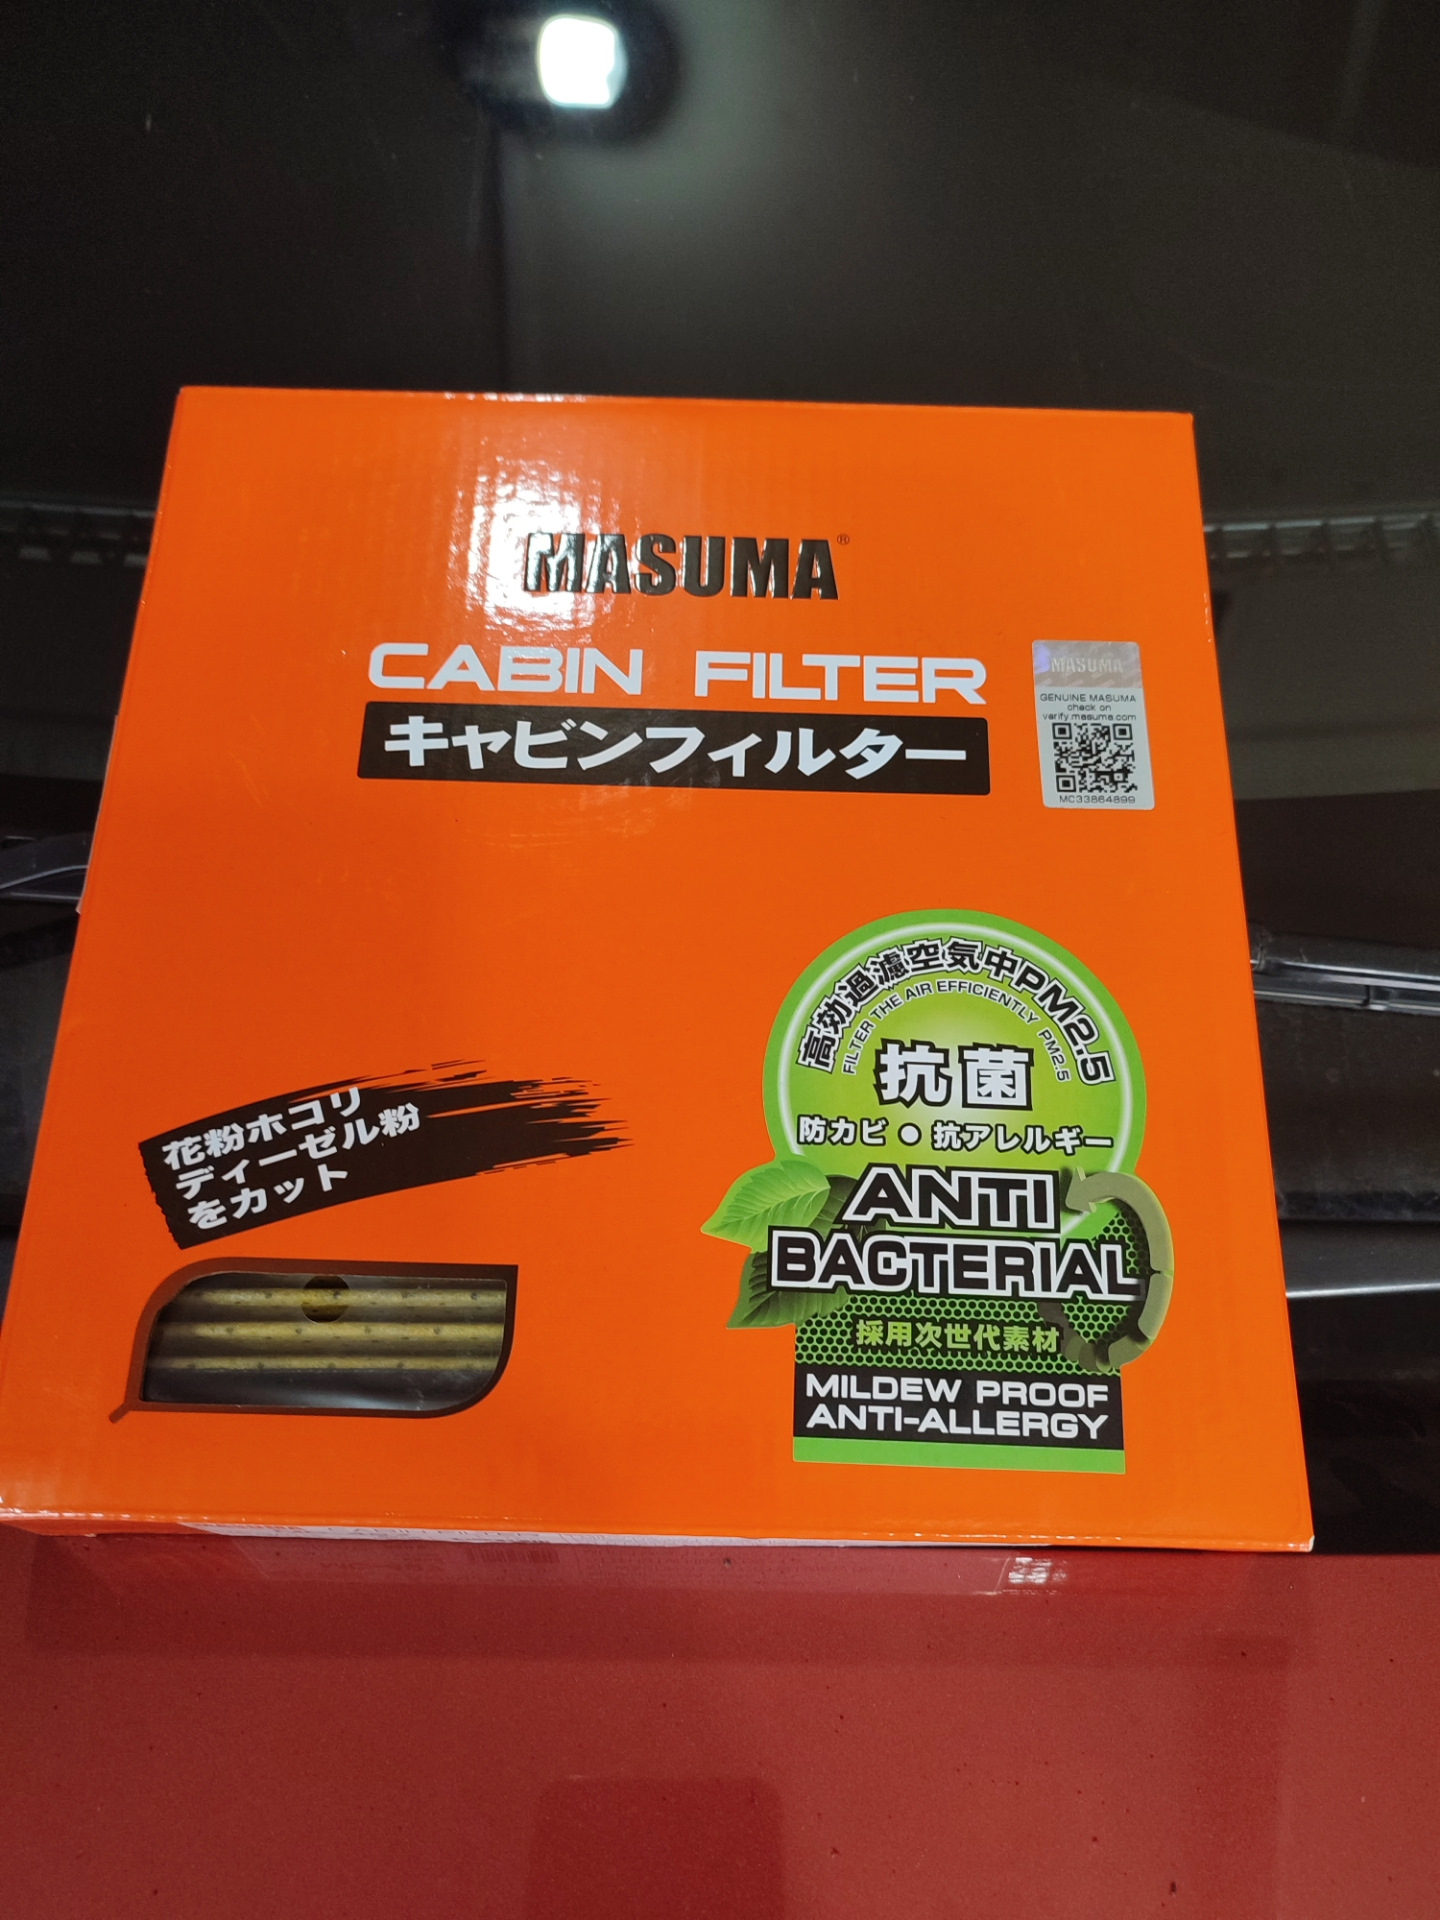 MASUMA®
CABIN FILTER
キャビンフィルター
MASUMA
GENUINE MASUMA
check on
varify.masuma.com
MC33864899
高効過濾空気中PM2.5
FILTER THE AIR EFFICIENTLY PM2.5
抗菌
防カビ ● 抗アレルギー
ANTI
BACTERIAL
採用次世代素材
MILDEW PROOF
ANTI-ALLERGY
花粉ホコリ
ディーゼル粉
をカット